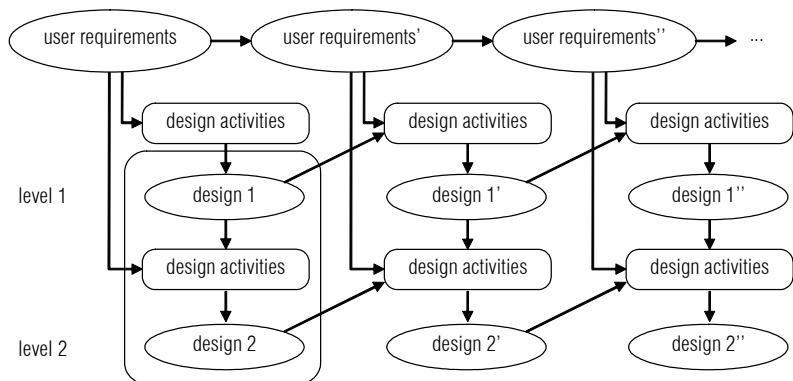 user requirements
user requirements'
user requirements''
...
design activities
design activities
design activities
level 1
design 1
design 1'
design 1''
design activities
design activities
design activities
level 2
design 2
design 2'
design 2''